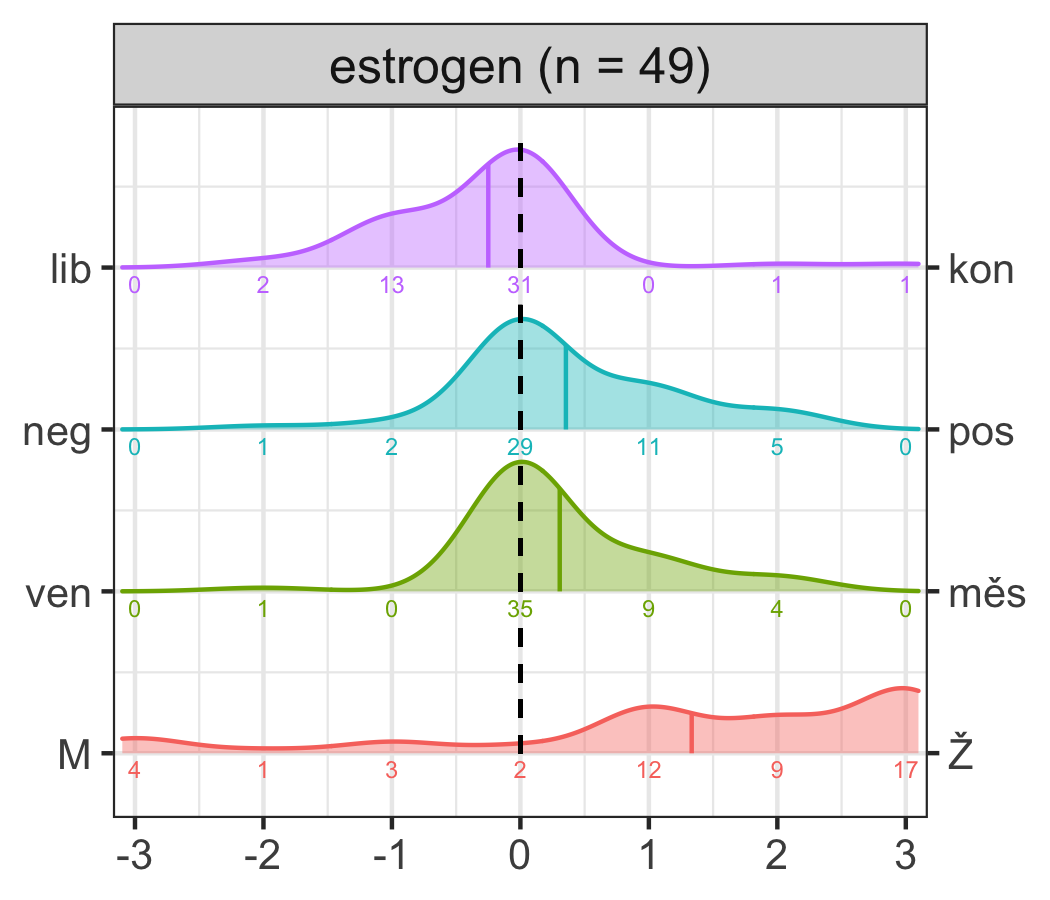 estrogen (n = 49)
lib kon
0 2 13 31 0 1 1
neg pos
0 1 2 29 11 5 0
ven měs
0 1 0 35 9 4 0
M Ž
4 1 3 2 12 9 17
-3 -2 -1 0 1 2 3